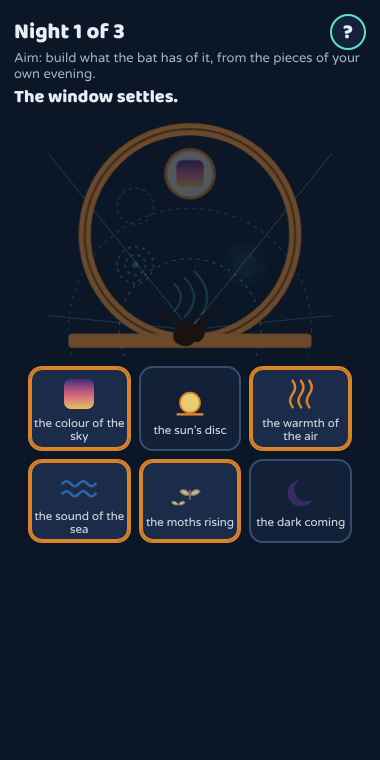 Night 1 of 3
?
Aim: build what the bat has of it, from the pieces of your
own evening.
The window settles.
the colour of the
sky
the sun's disc
the warmth of
the air
the sound of the
sea
the moths rising
the dark coming